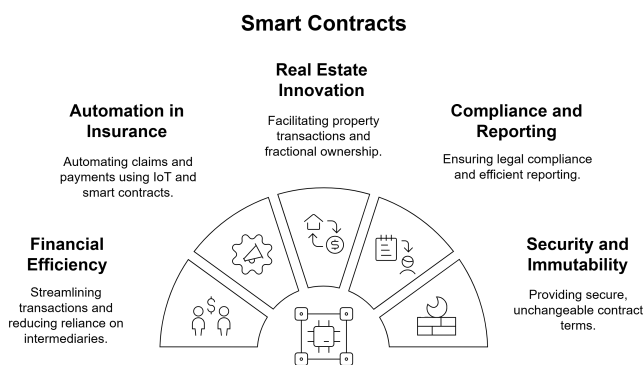 Smart Contracts
Real Estate
Innovation
Facilitating property
transactions and
fractional ownership.
Automation in
Insurance
Automating claims and
payments using IoT and
smart contracts.
Compliance and
Reporting
Ensuring legal compliance
and efficient reporting.
Financial
Efficiency
Streamlining
transactions and
reducing reliance on
intermediaries.
Security and
Immutability
Providing secure,
unchangeable contract
terms.
$
$